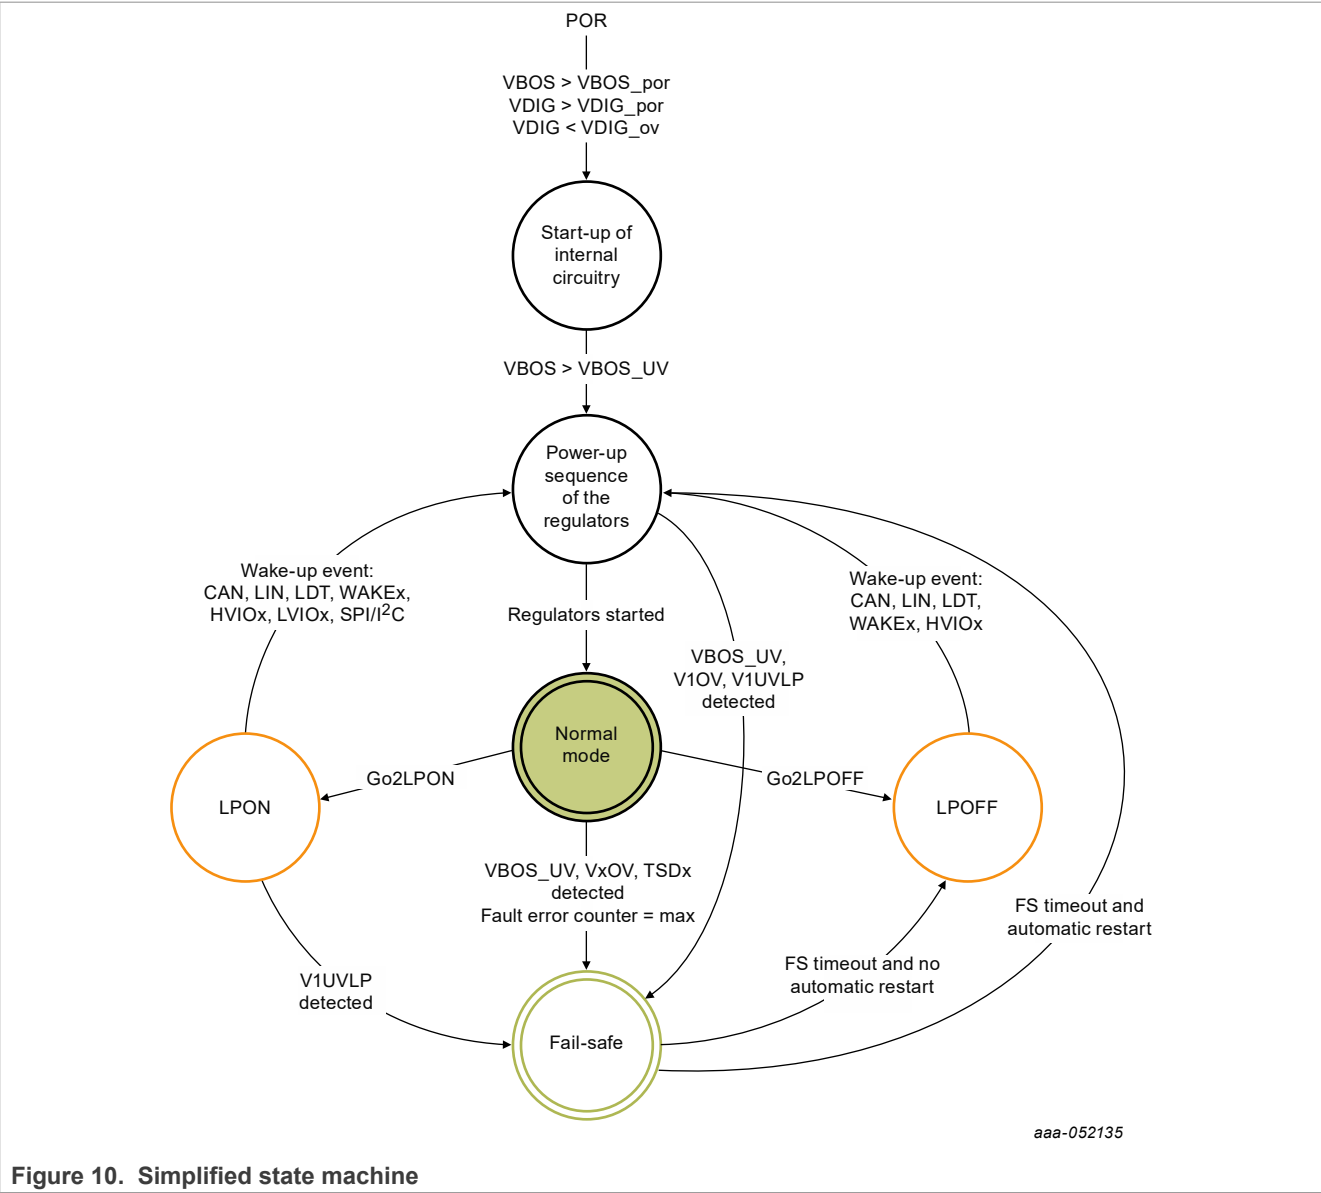 POR
VBOS > VBOS_por
VDIG > VDIG_por
VDIG < VDIG_ov
Start-up of
internal
circuitry
VBOS > VBOS_UV
Power-up
sequence
of the
regulators
Wake-up event:
CAN, LIN, LDT, WAKEx,
HVIOx, LVIOx, SPI/I²C
Regulators started
Wake-up event:
CAN, LIN, LDT,
WAKEx, HVIOx
VBOS_UV,
V1OV, V1UVLP
detected
Normal
mode
Go2LPON
Go2LPOFF
LPON
LPOFF
VBOS_UV, VxOV, TSDx
detected
Fault error counter = max
FS timeout and
automatic restart
V1UVLP
detected
FS timeout and no
automatic restart
Fail-safe
aaa-052135
Figure 10. Simplified state machine